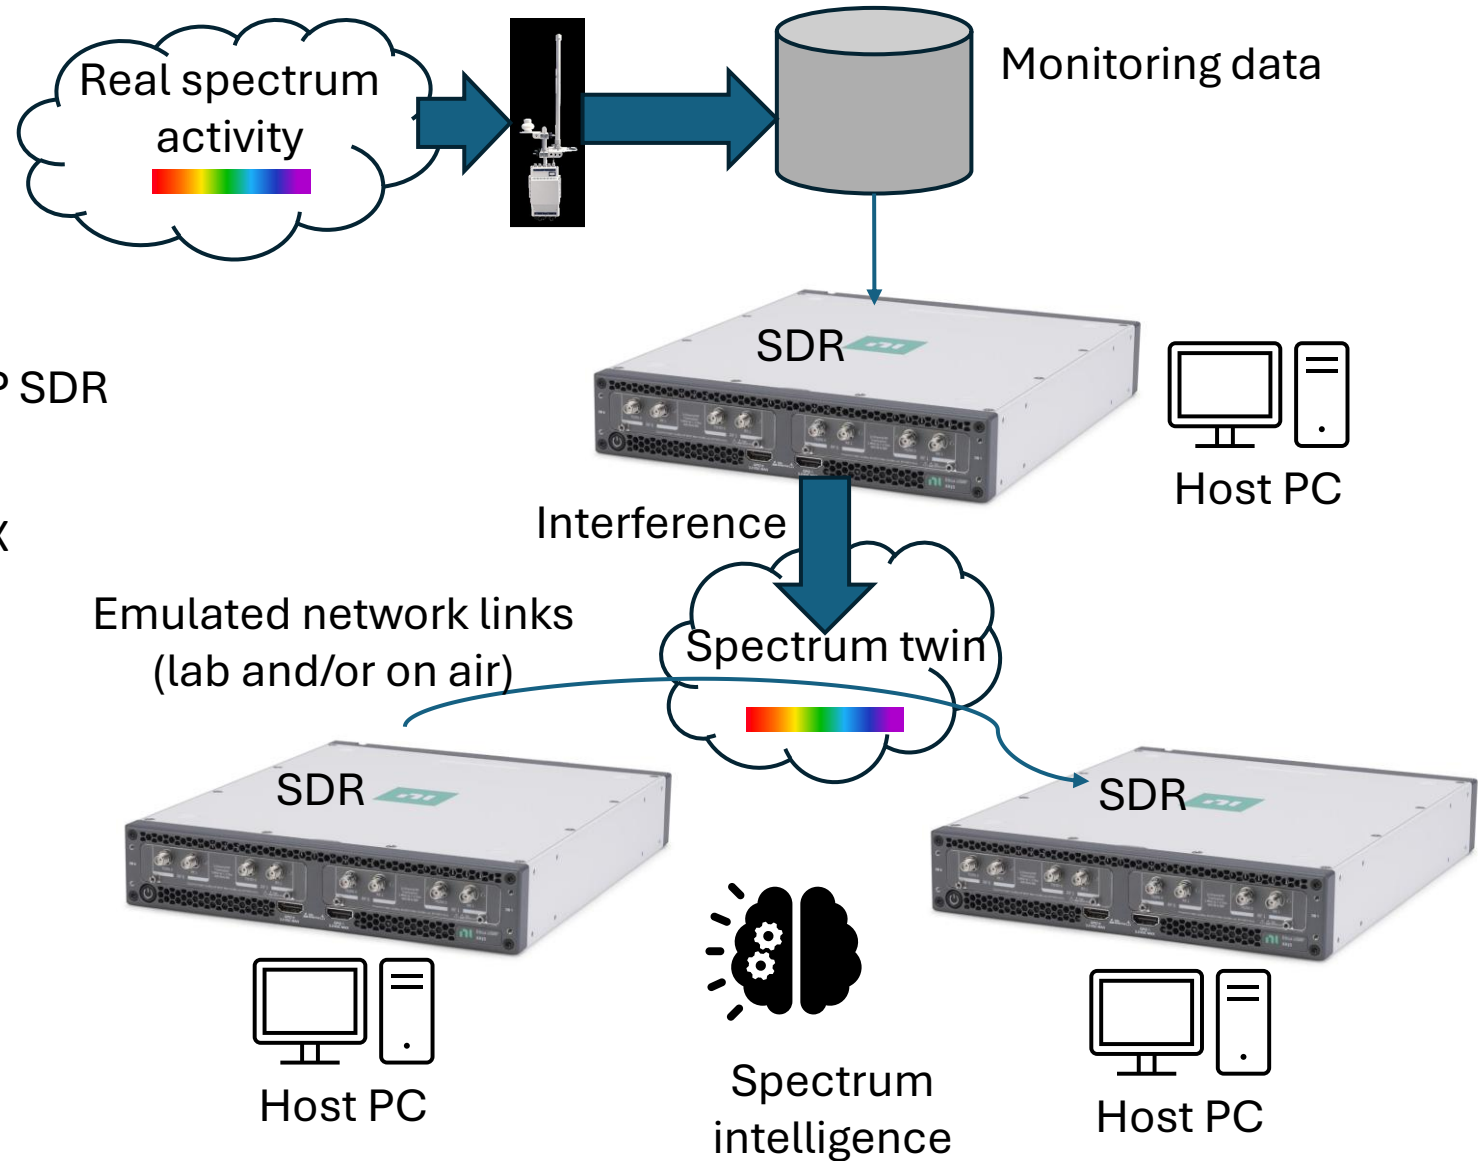 Real spectrum
activity
Monitoring data
SDR
P SDR
Host PC
X
Interference
Emulated network links
(lab and/or on air)
Spectrum twin
SDR
SDR
Host PC
Spectrum
intelligence
Host PC